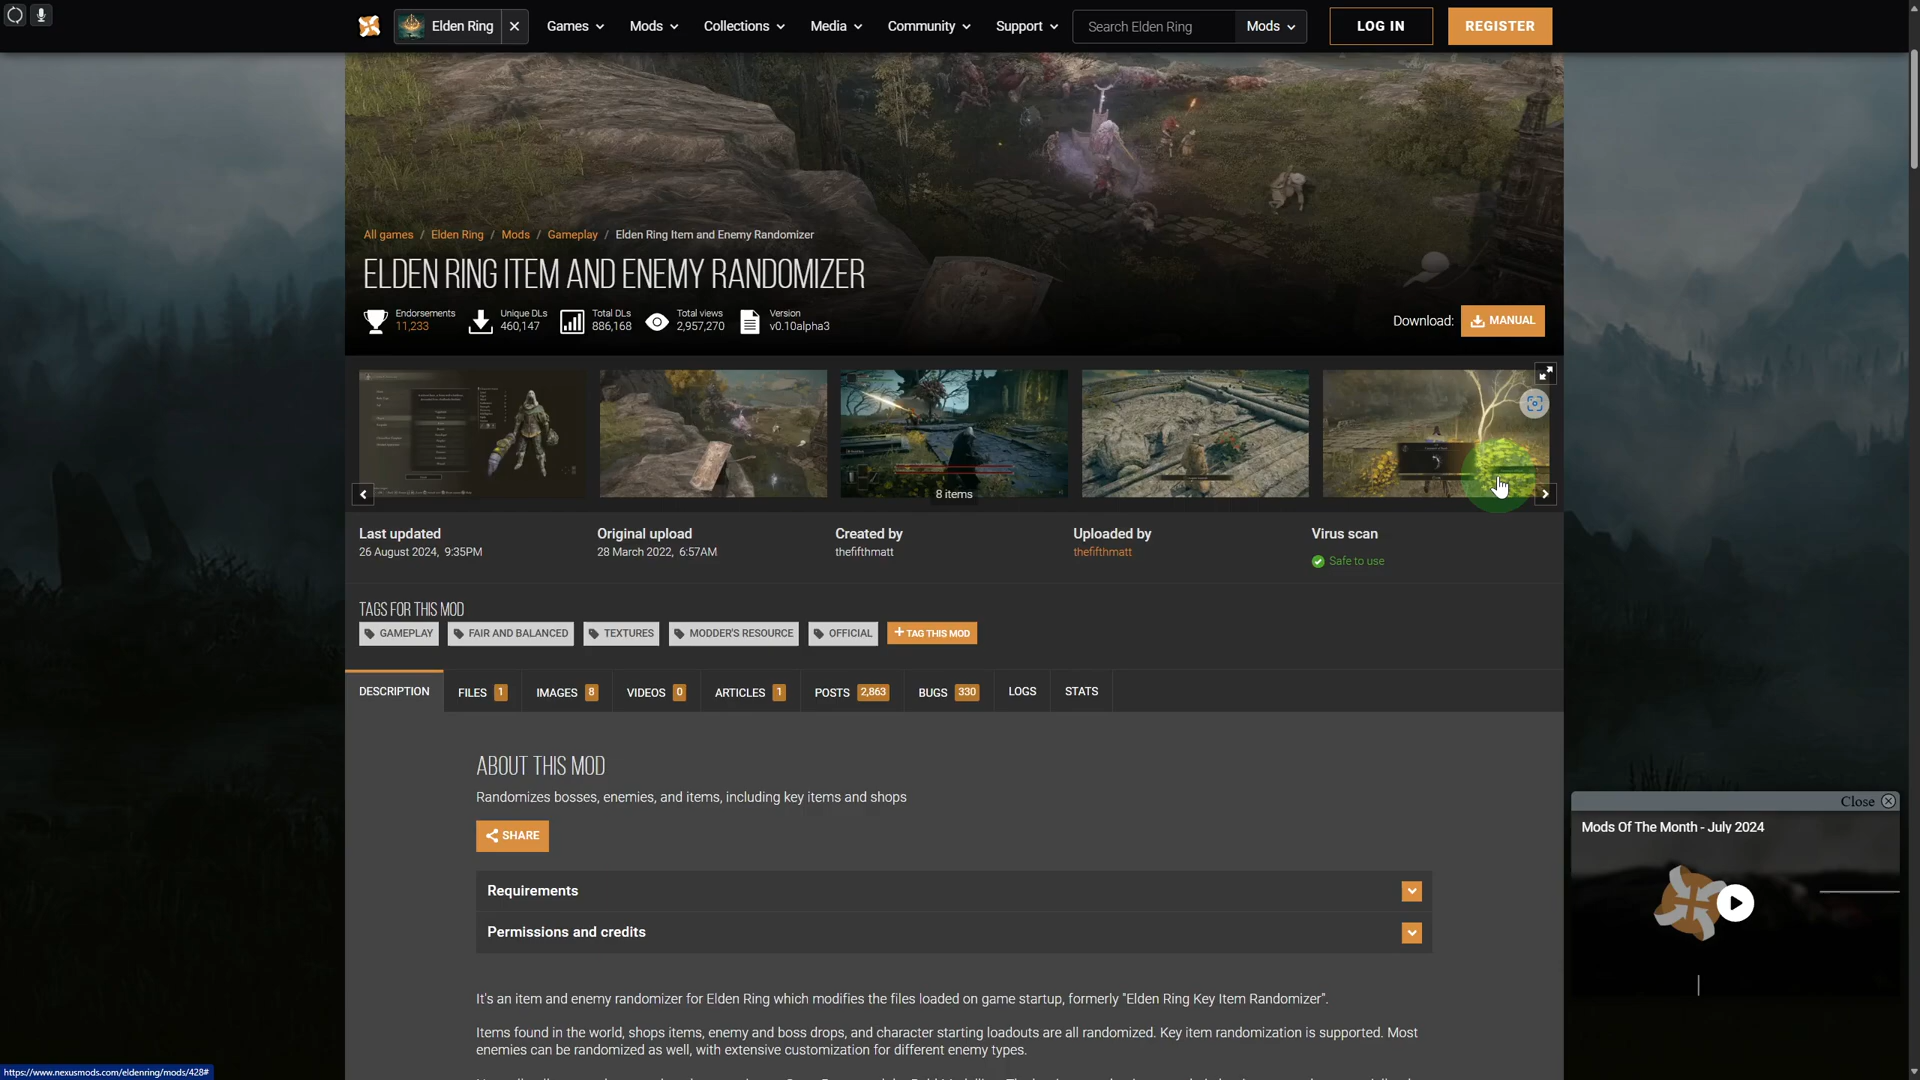 Elden Ring
Games
Mods
Collections
Media
Community
Support
Search Elden Ring
Mods
LOG IN
REGISTER
All games / Elden Ring / Mods / Gameplay / Elden Ring Item and Enemy Randomizer
ELDEN RING ITEM AND ENEMY RANDOMIZER
Endorsements
11,233
Unique DLs
460,147
Total DLs
886,168
Total views
2,957,270
Version
v0.10alpha3
Download:
MANUAL
8 items
Last updated
26 August 2024, 9:35PM
Original upload
28 March 2022, 6:57AM
Created by
thefifthmatt
Uploaded by
thefifthmatt
Virus scan
Safe to use
TAGS FOR THIS MOD
GAMEPLAY
FAIR AND BALANCED
TEXTURES
MODDER'S RESOURCE
OFFICIAL
+ TAG THIS MOD
DESCRIPTION
FILES 1
IMAGES 8
VIDEOS 0
ARTICLES 1
POSTS 2,863
BUGS 330
LOGS
STATS
ABOUT THIS MOD
Randomizes bosses, enemies, and items, including key items and shops
SHARE
Requirements
Permissions and credits
It's an item and enemy randomizer for Elden Ring which modifies the files loaded on game startup, formerly "Elden Ring Key Item Randomizer".
Items found in the world, shops items, enemy and boss drops, and character starting loadouts are all randomized. Key item randomization is supported. Most
enemies can be randomized as well, with extensive customization for different enemy types.
Close
Mods Of The Month - July 2024
https://www.nexusmods.com/eldenring/mods/428#